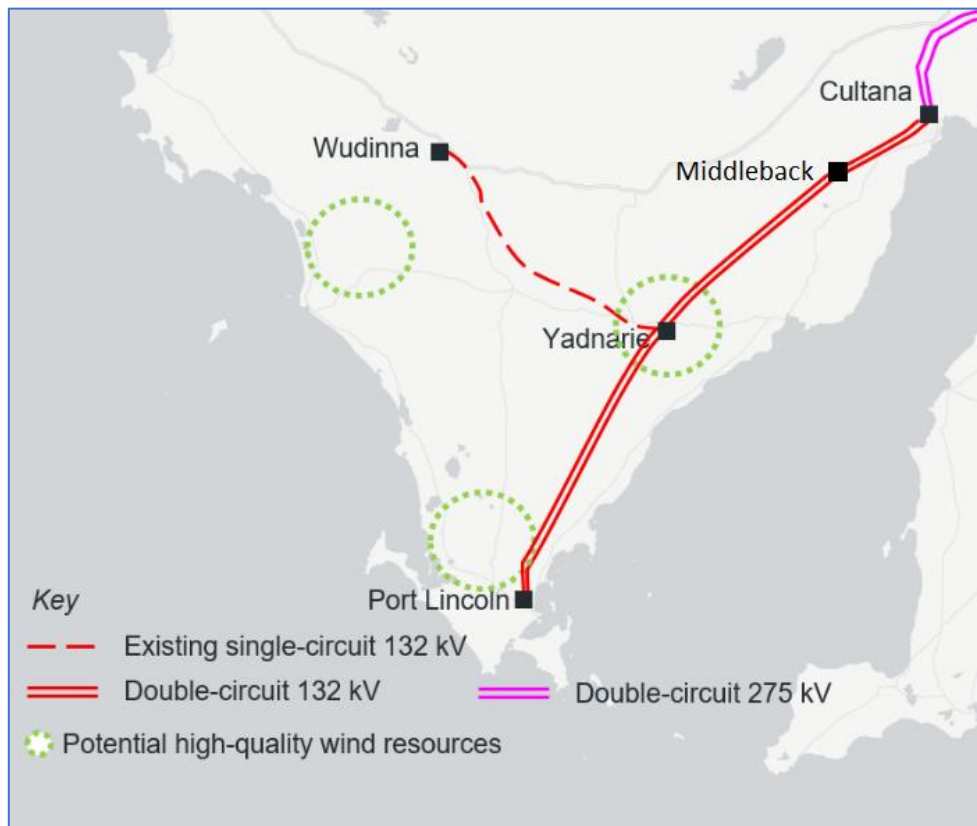 Cultana
Wudinna
Middleback
Yadnarie
Port Lincoln
Key
Existing single-circuit 132 kV
Double-circuit 132 kV
Double-circuit 275 kV
Potential high-quality wind resources